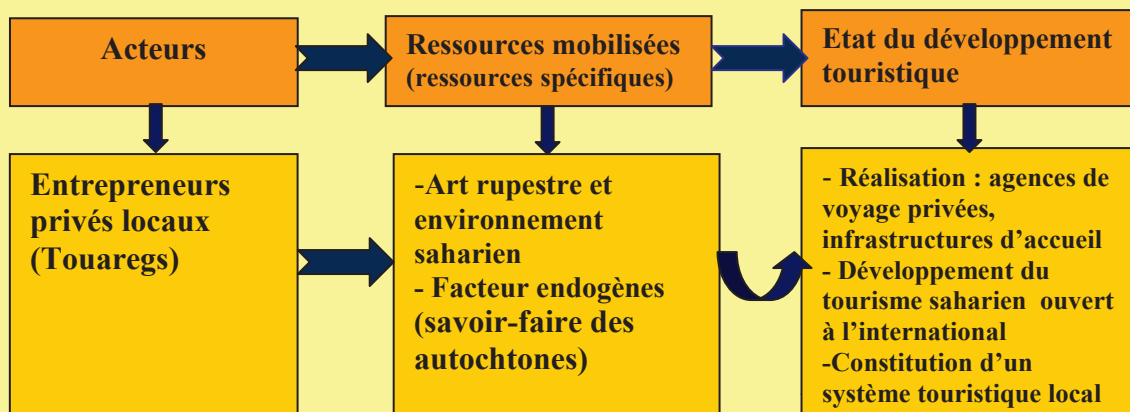 Acteurs
Ressources mobilisées
(ressources spécifiques)
Etat du développement
touristique
Entrepreneurs
privés locaux
(Touaregs)
-Art rupestre et
environnement
saharien
- Facteur endogènes
(savoir-faire des
autochtones)
- Réalisation : agences de
voyage privées,
infrastructures d’accueil
- Développement du
tourisme saharien ouvert
à l’international
-Constitution d’un
système touristique local